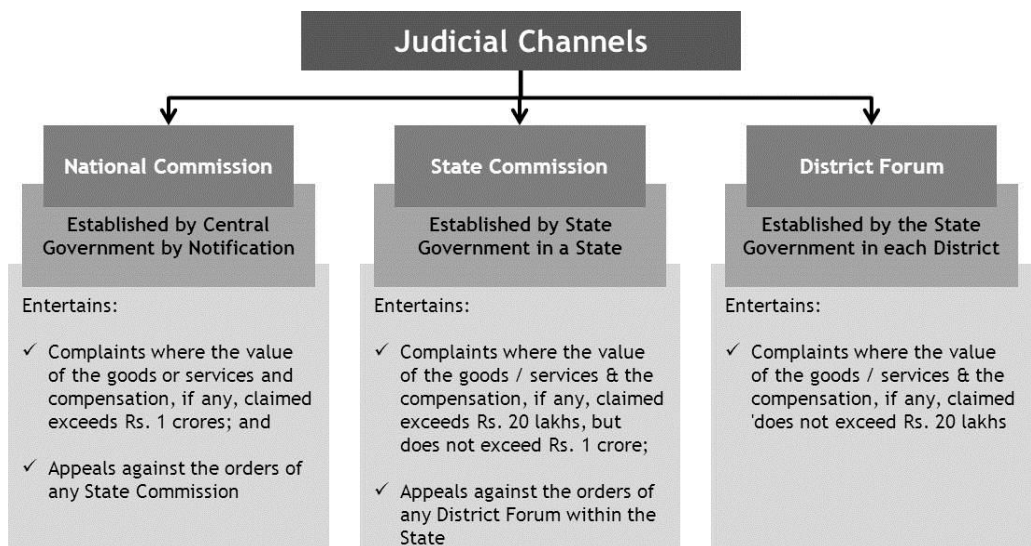 Judicial Channels
National Commission
Established by Central
Government by Notification
Entertains:
✓ Complaints where the value
of the goods or services and
compensation, if any, claimed
exceeds Rs. 1 crores; and
✓ Appeals against the orders of
any State Commission
State Commission
Established by State
Government in a State
Entertains:
✓ Complaints where the value
of the goods / services & the
compensation, if any, claimed
exceeds Rs. 20 lakhs, but
does not exceed Rs. 1 crore;
✓ Appeals against the orders of
any District Forum within the
State
District Forum
Established by the State
Government in each District
Entertains:
✓ Complaints where the value
of the goods / services & the
compensation, if any, claimed
'does not exceed Rs. 20 lakhs